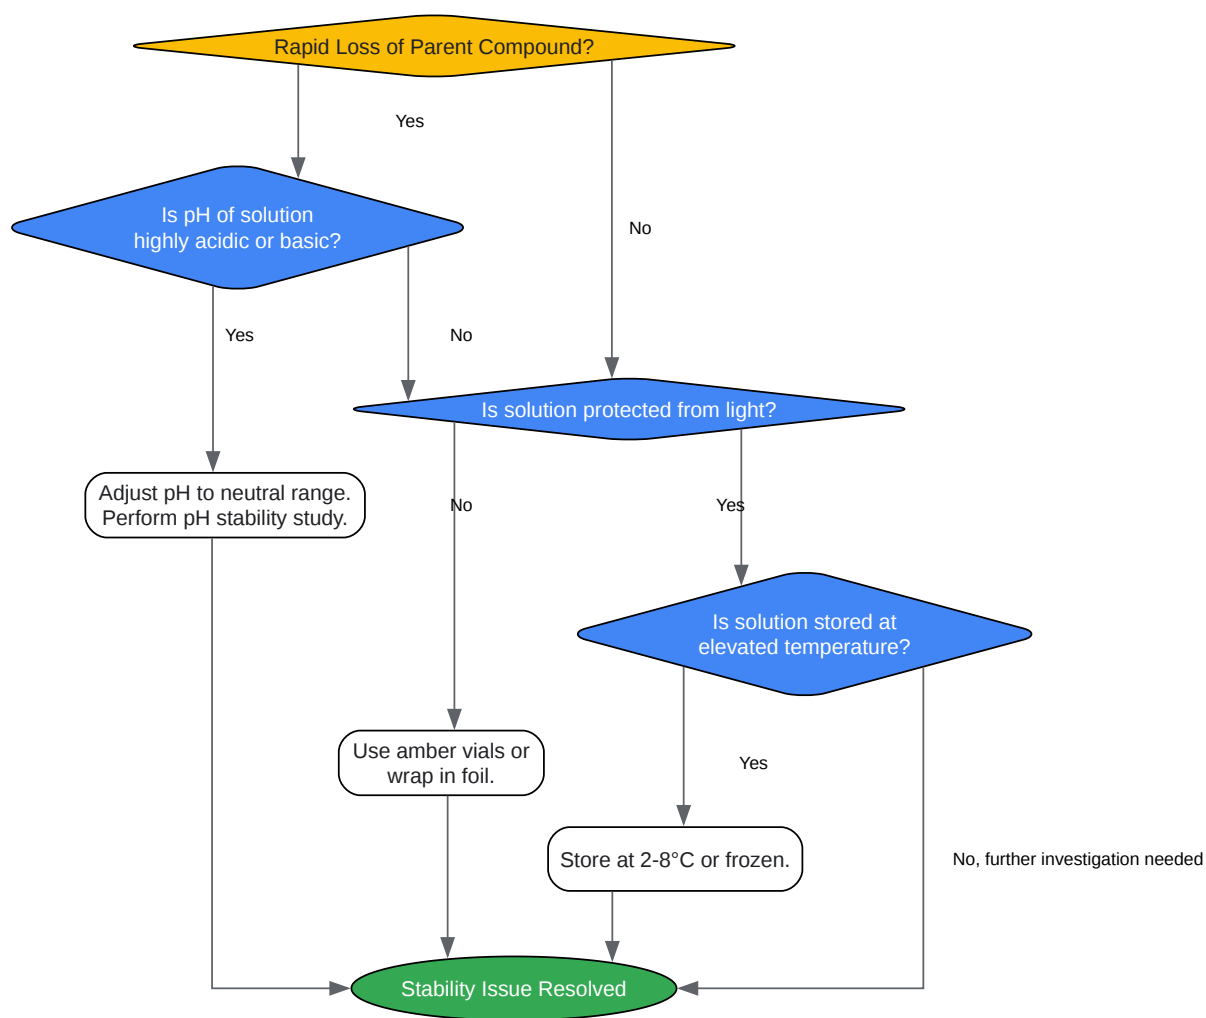 Rapid Loss of Parent Compound?
Yes
Is pH of solution
highly acidic or basic?
No
Yes
No
Is solution protected from light?
Adjust pH to neutral range.
Perform pH stability study.
No
Yes
Is solution stored at
elevated temperature?
Use amber vials or
wrap in foil.
Yes
Store at 2-8°C or frozen.
No, further investigation needed
Stability Issue Resolved